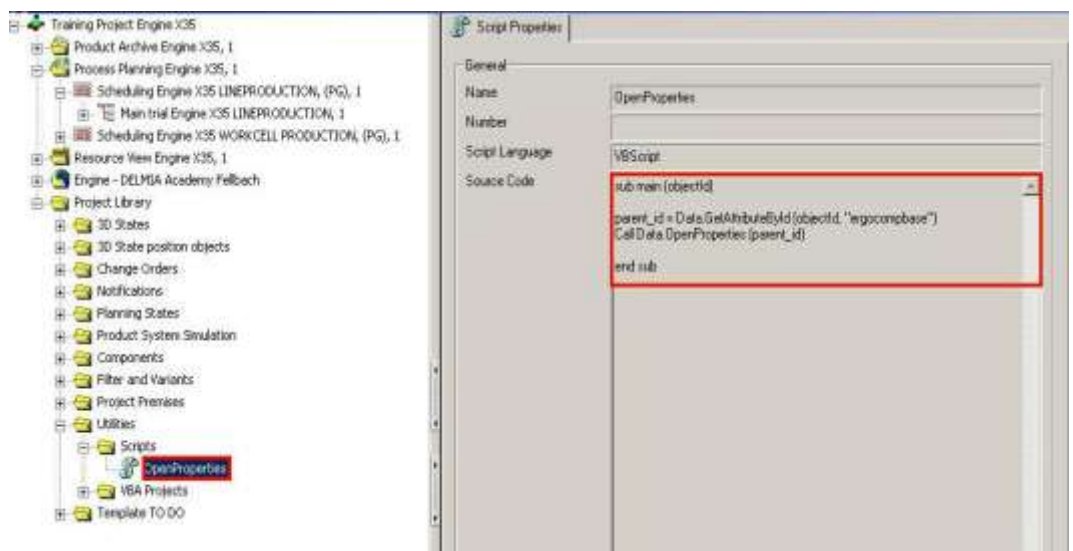 Training Project Engine X35
Product Archive Engine X35, 1
Process Planning Engine X35, 1
Scheduling Engine X35 LINEPRODUCTION, (PG), 1
Main trial Engine X35 LINEPRODUCTION, 1
Scheduling Engine X35 WORKCELL PRODUCTION, (PG), 1
Resource View Engine X35, 1
Engine - DELMIA Academy Fellbach
Project Library
3D States
3D State position objects
Change Orders
Notifications
Planning States
Product System Simulation
Components
Filter and Variants
Project Premises
Utilities
Scripts
OpenProperties
VBA Projects
Template TO DO
Script Properties
General
Name OpenProperties
Number
Script Language VBScript
Source Code sub main (objectId)
parent_id = Data.GetAttributeById (objectId, "ergocompbase")
Call Data.OpenProperties (parent_id)
end sub